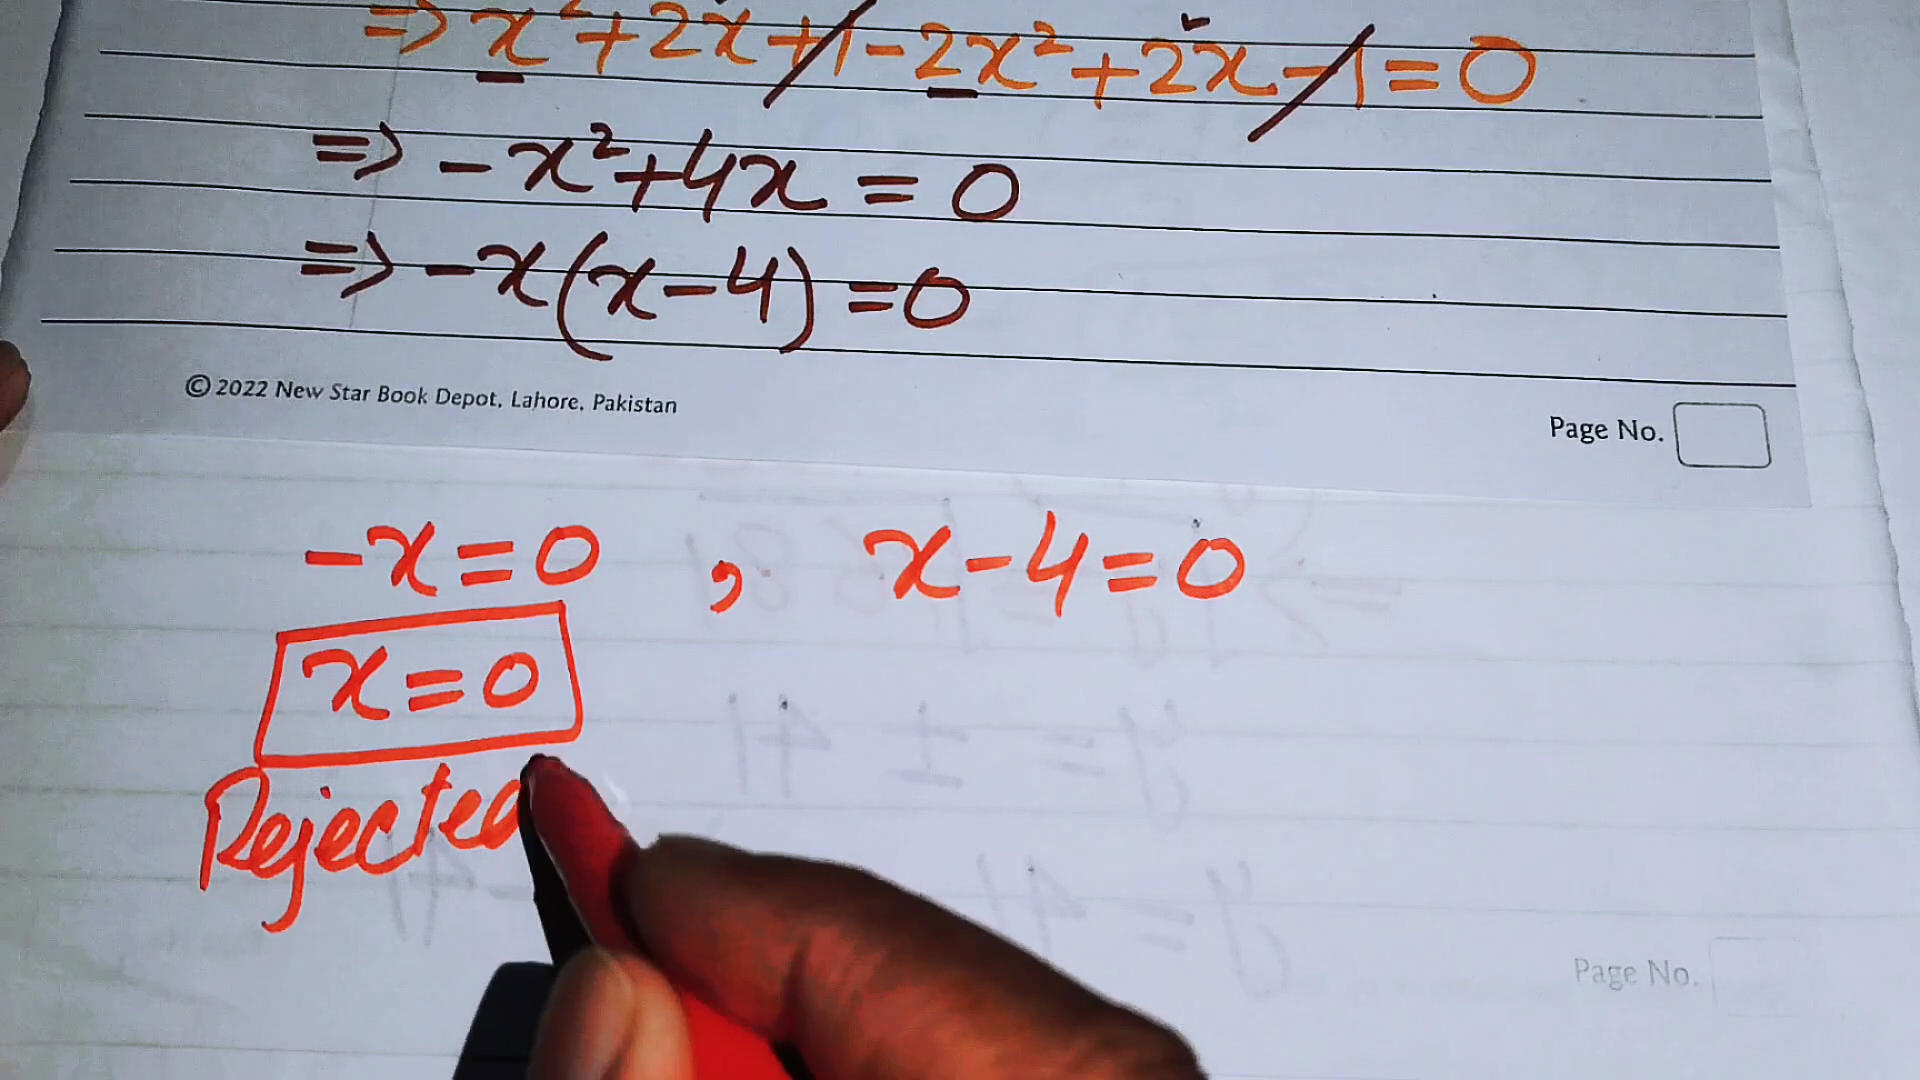 => x²+2x+1-2x²+2x-1=0
=> -x²+4x=0
=> -x(x-4)=0
© 2022 New Star Book Depot, Lahore, Pakistan
Page No.
-x=0 , x-4=0
x=0
Rejected
Page No.